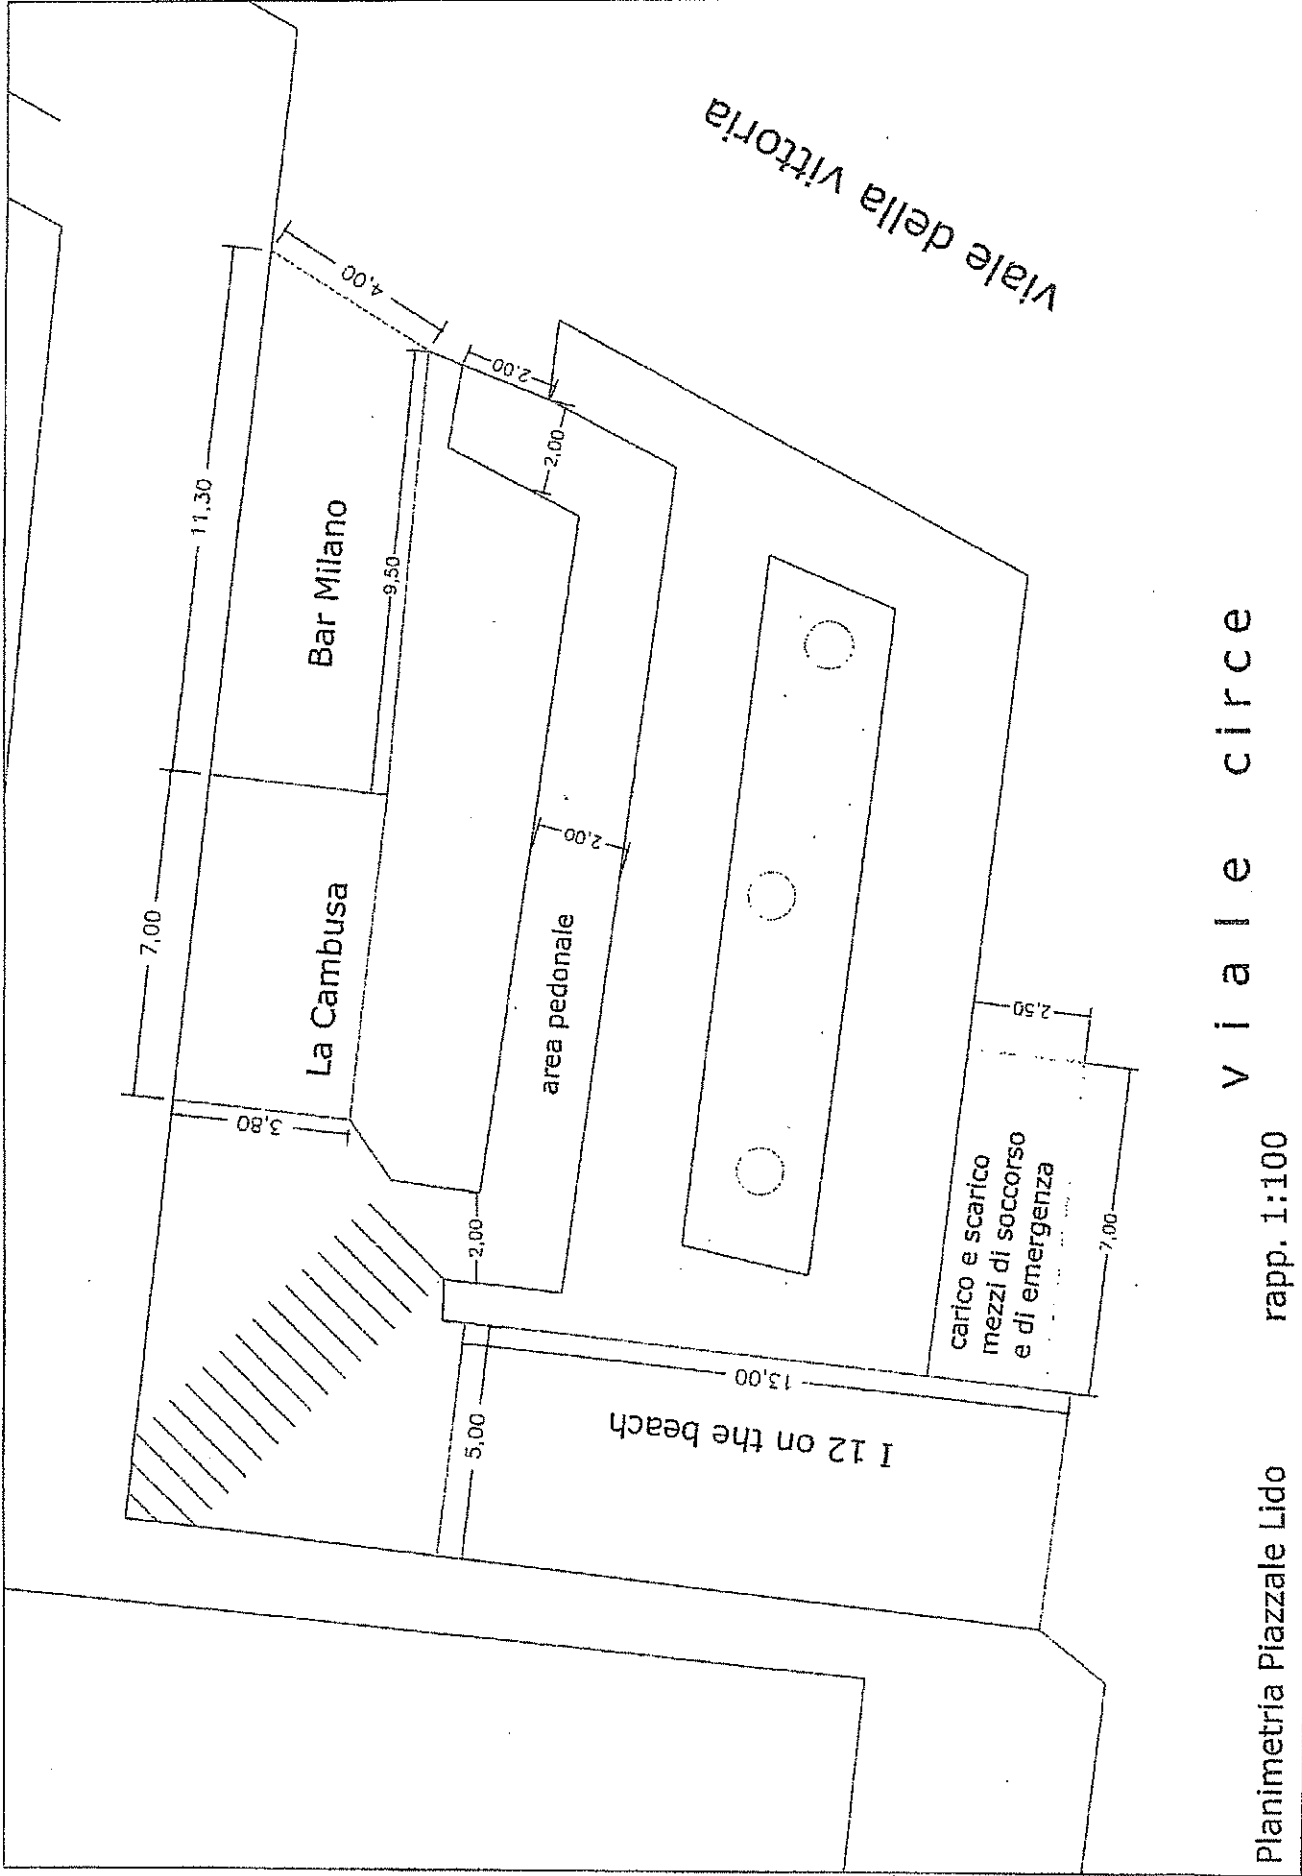 viale della vittoria
4,00
11,30
Bar Milano
9,50
2,00
2,00
7,00
La Cambusa
3,80
area pedonale
2,00
2,00
5,00
13,00
I 12 on the beach
carico e scarico
mezzi di soccorso
e di emergenza
2,50
7,00
viale circe
Planimetria Piazzale Lido
rapp. 1:100